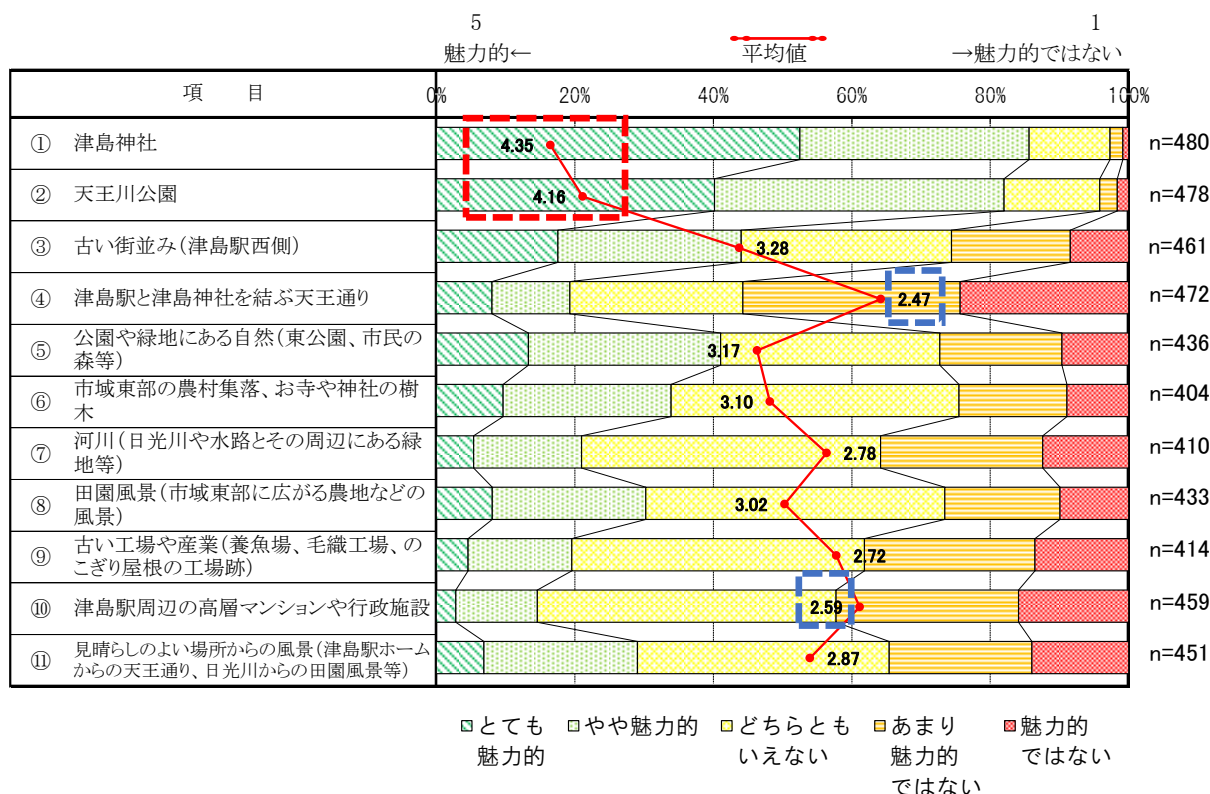 5
1
魅力的←
平均値
→魅力的ではない
項　目
0%
20%
40%
60%
80%
100%
① 津島神社
4.35
n=480
② 天王川公園
4.16
n=478
③ 古い街並み(津島駅西側)
3.28
n=461
④ 津島駅と津島神社を結ぶ天王通り
2.47
n=472
⑤ 公園や緑地にある自然(東公園、市民の
森等)
3.17
n=436
⑥ 市域東部の農村集落、お寺や神社の樹
木
3.10
n=404
⑦ 河川(日光川や水路とその周辺にある緑
地等)
2.78
n=410
⑧ 田園風景(市域東部に広がる農地などの
風景)
3.02
n=433
⑨ 古い工場や産業(養魚場、毛織工場、の
こぎり屋根の工場跡)
2.72
n=414
⑩ 津島駅周辺の高層マンションや行政施設
2.59
n=459
⑪ 見晴らしのよい場所からの風景(津島駅ホーム
からの天王通り、日光川からの田園風景等)
2.87
n=451
とても
魅力的
やや魅力的
どちらとも
いえない
あまり
魅力的
ではない
魅力的
ではない